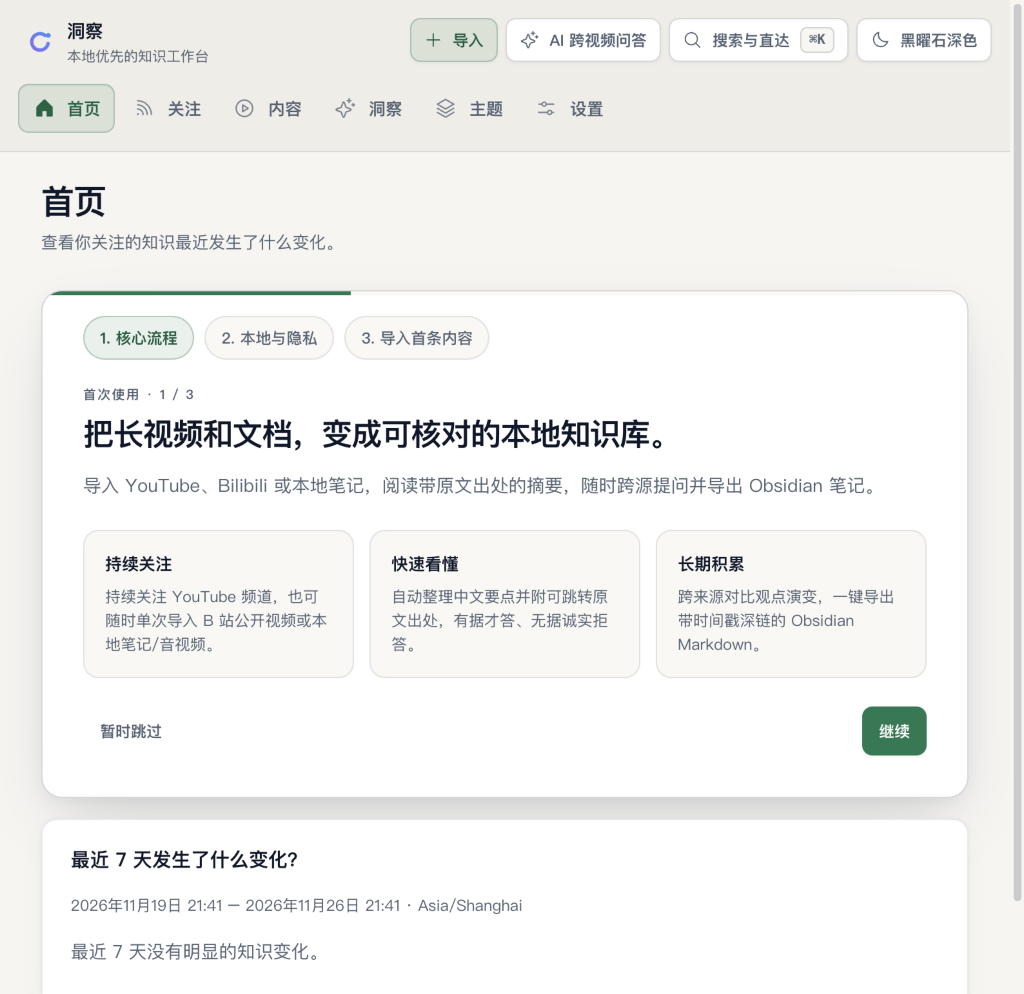 洞察
本地优先的知识工作台
导入
AI 跨视频问答
搜索与直达 ⌘K
黑曜石深色
首页
关注
内容
洞察
主题
设置
首页
查看你关注的知识最近发生了什么变化。
1. 核心流程
2. 本地与隐私
3. 导入首条内容
首次使用 · 1 / 3
把长视频和文档，变成可核对的本地知识库。
导入 YouTube、Bilibili 或本地笔记，阅读带原文出处的摘要，随时跨源提问并导出 Obsidian 笔记。
持续关注
持续关注 YouTube 频道，也可
随时单次导入 B 站公开视频或本
地笔记/音视频。
快速看懂
自动整理中文要点并附可跳转原
文出处，有据才答、无据诚实拒
答。
长期积累
跨来源对比观点演变，一键导出
带时间戳深链的 Obsidian
Markdown。
暂时跳过
继续
最近 7 天发生了什么变化?
2026年11月19日 21:41 — 2026年11月26日 21:41 · Asia/Shanghai
最近 7 天没有明显的知识变化。